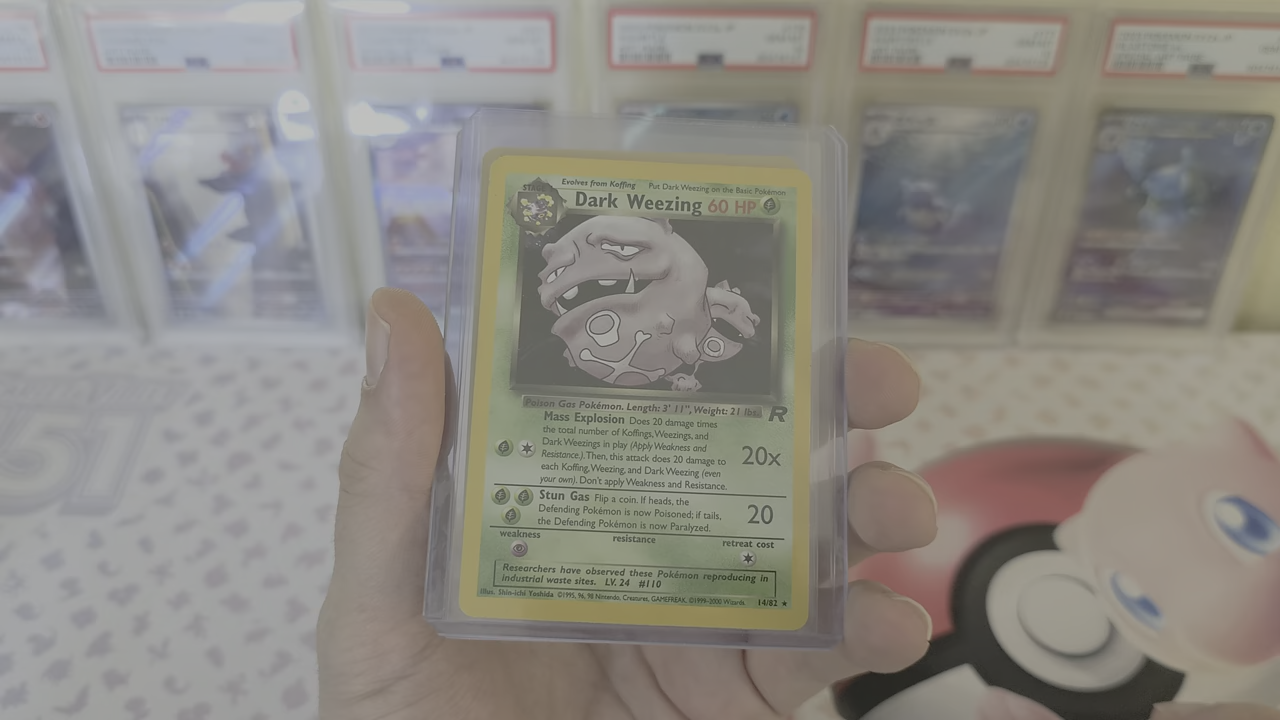 Evolves from Koffing Put Dark Weezing on the Basic Pokémon
STAGE
Dark Weezing 60 HP
Poison Gas Pokémon. Length: 3' 11", Weight: 21 lbs.
R
Mass Explosion Does 20 damage times
the total number of Koffings, Weezings, and
Dark Weezings in play (Apply Weakness and
Resistance.). Then, this attack does 20 damage to
each Koffing, Weezing, and Dark Weezing (even
your own). Don't apply Weakness and Resistance.
20x
Stun Gas Flip a coin. If heads, the
Defending Pokémon is now Poisoned; if tails,
the Defending Pokémon is now Paralyzed.
20
weakness resistance retreat cost
Researchers have observed these Pokémon reproducing in
industrial waste sites. LV. 24 #110
Illus. Shin-ichi Yoshida ©1995, 96, 98 Nintendo, Creatures, GAMEFREAK. ©1999-2000 Wizards. 14/82